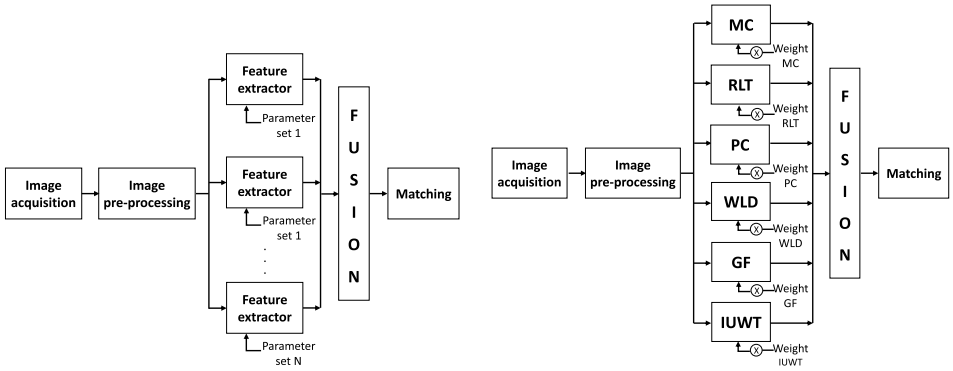 Image
acquisition
Image
pre-processing
Feature
extractor
Parameter
set 1
Feature
extractor
Parameter
set 1
.
.
.
Feature
extractor
Parameter
set N
F
U
S
I
O
N
Matching
Image
acquisition
Image
pre-processing
MC
X
Weight
MC
RLT
X
Weight
RLT
PC
X
Weight
PC
WLD
X
Weight
WLD
GF
X
Weight
GF
IUWT
X
Weight
IUWT
F
U
S
I
O
N
Matching